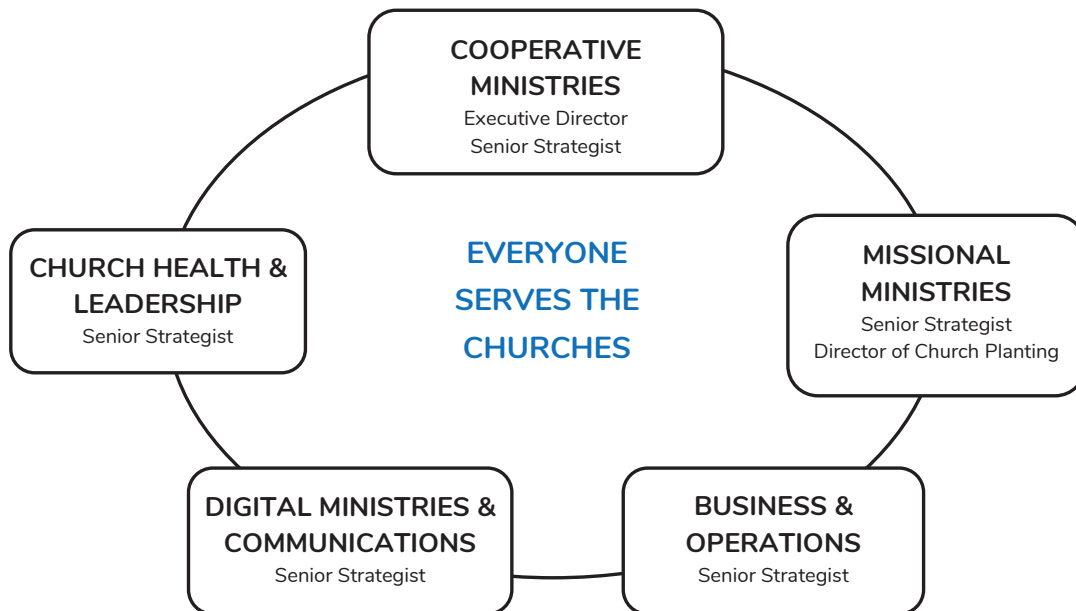 COOPERATIVE
MINISTRIES
Executive Director
Senior Strategist
CHURCH HEALTH &
LEADERSHIP
Senior Strategist
EVERYONE
SERVES THE
CHURCHES
MISSIONAL
MINISTRIES
Senior Strategist
Director of Church Planting
DIGITAL MINISTRIES &
COMMUNICATIONS
Senior Strategist
BUSINESS &
OPERATIONS
Senior Strategist